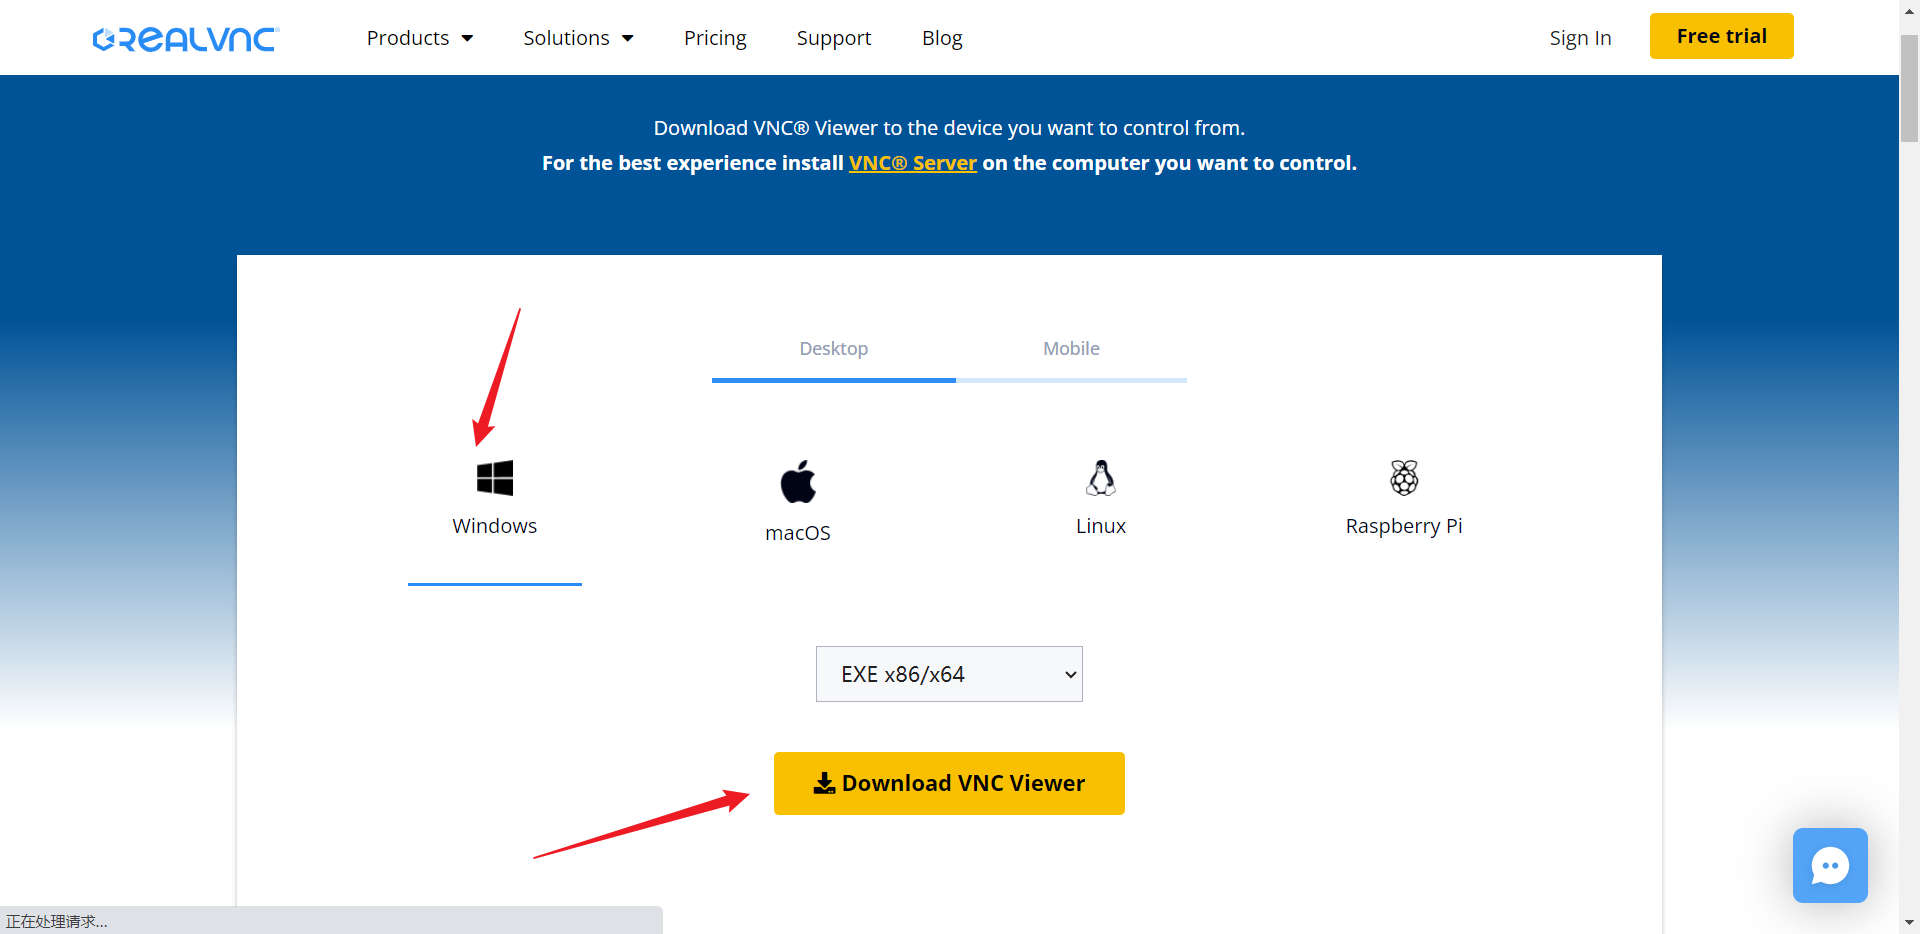 REALVNC
Products
Solutions
Pricing
Support
Blog
Sign In
Free trial
Download VNC® Viewer to the device you want to control from.
For the best experience install VNC® Server on the computer you want to control.
Desktop
Mobile
Windows
macOS
Linux
Raspberry Pi
EXE x86/x64
Download VNC Viewer
正在处理请求...